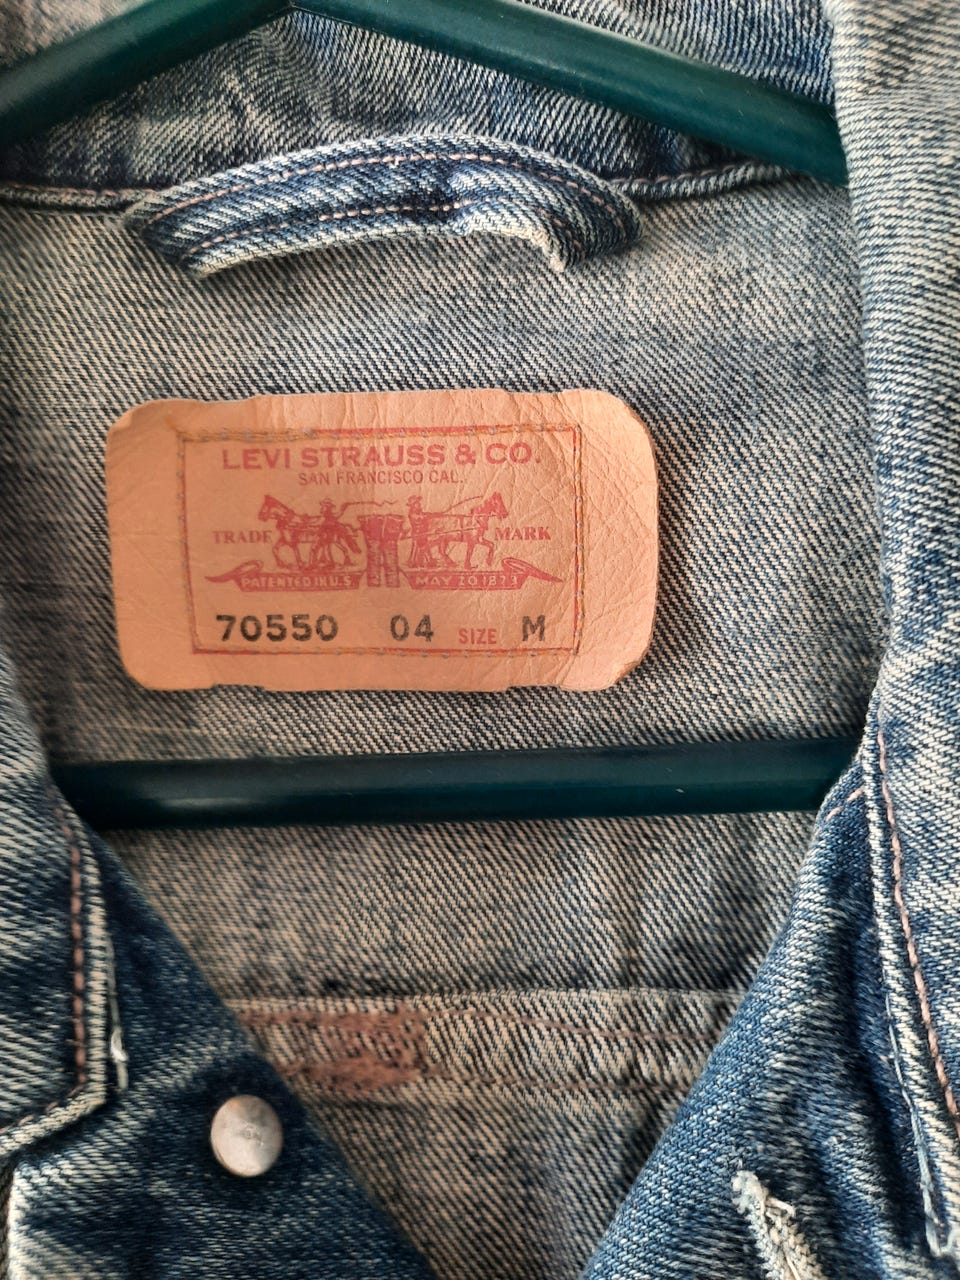 LEVI STRAUSS & CO.
SAN FRANCISCO CAL.
TRADE MARK
PATENTED IN U.S. MAY 20 1873
70550 04 SIZE M